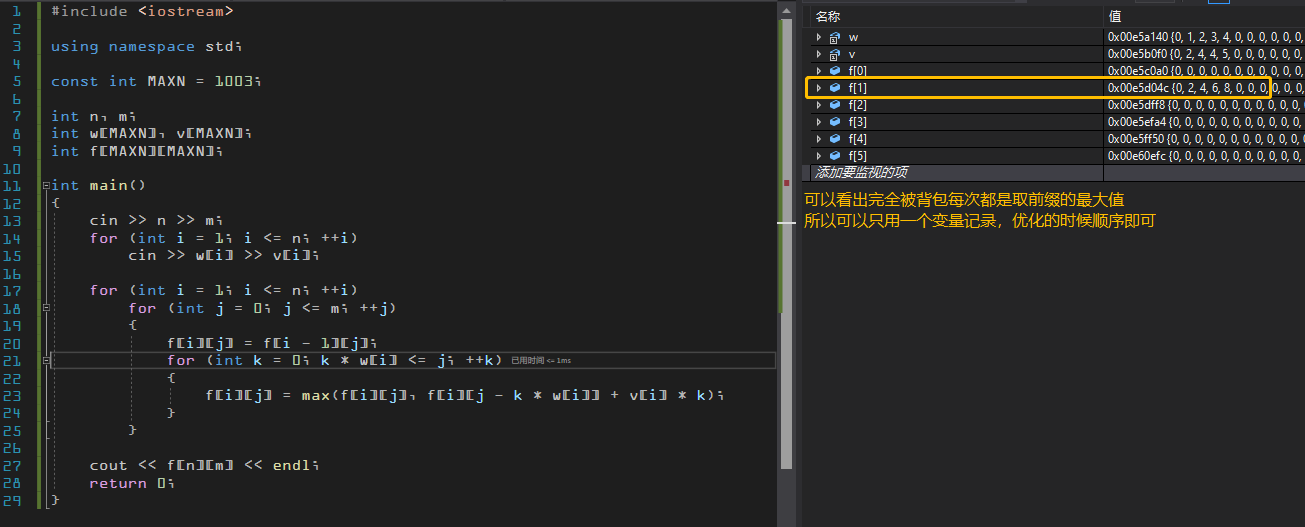 1 #include <iostream>
2
3 using namespace std;
4
5 const int MAXN = 1003;
6
7 int n, m;
8 int w[MAXN], v[MAXN];
9 int f[MAXN][MAXN];
10
11 int main()
12 {
13 cin >> n >> m;
14 for (int i = 1; i <= n; ++i)
15 cin >> w[i] >> v[i];
16
17 for (int i = 1; i <= n; ++i)
18 for (int j = 0; j <= m; ++j)
19 {
20 f[i][j] = f[i - 1][j];
21 for (int k = 0; k * w[i] <= j; ++k) 已用时间 <= 1ms
22 {
23 f[i][j] = max(f[i][j], f[i][j - k * w[i]] + v[i] * k);
24 }
25 }
26
27 cout << f[n][m] << endl;
28 return 0;
29 }
名称 值
w 0x00e5a140 {0, 1, 2, 3, 4, 0, 0, 0, 0, 0, 0,
v 0x00e5b0f0 {0, 2, 4, 4, 5, 0, 0, 0, 0, 0, 0,
f[0] 0x00e5c0a0 {0, 0, 0, 0, 0, 0, 0, 0, 0, 0, 0,
f[1] 0x00e5d04c {0, 2, 4, 6, 8, 0, 0, 0, 0, 0, 0,
f[2] 0x00e5dff8 {0, 0, 0, 0, 0, 0, 0, 0, 0, 0, 0,
f[3] 0x00e5efa4 {0, 0, 0, 0, 0, 0, 0, 0, 0, 0, 0,
f[4] 0x00e5ff50 {0, 0, 0, 0, 0, 0, 0, 0, 0, 0, 0,
f[5] 0x00e60efc {0, 0, 0, 0, 0, 0, 0, 0, 0, 0, 0,
添加要监视的项
可以看出完全被背包每次都是取前缀的最大值
所以可以只用一个变量记录，优化的时候顺序即可